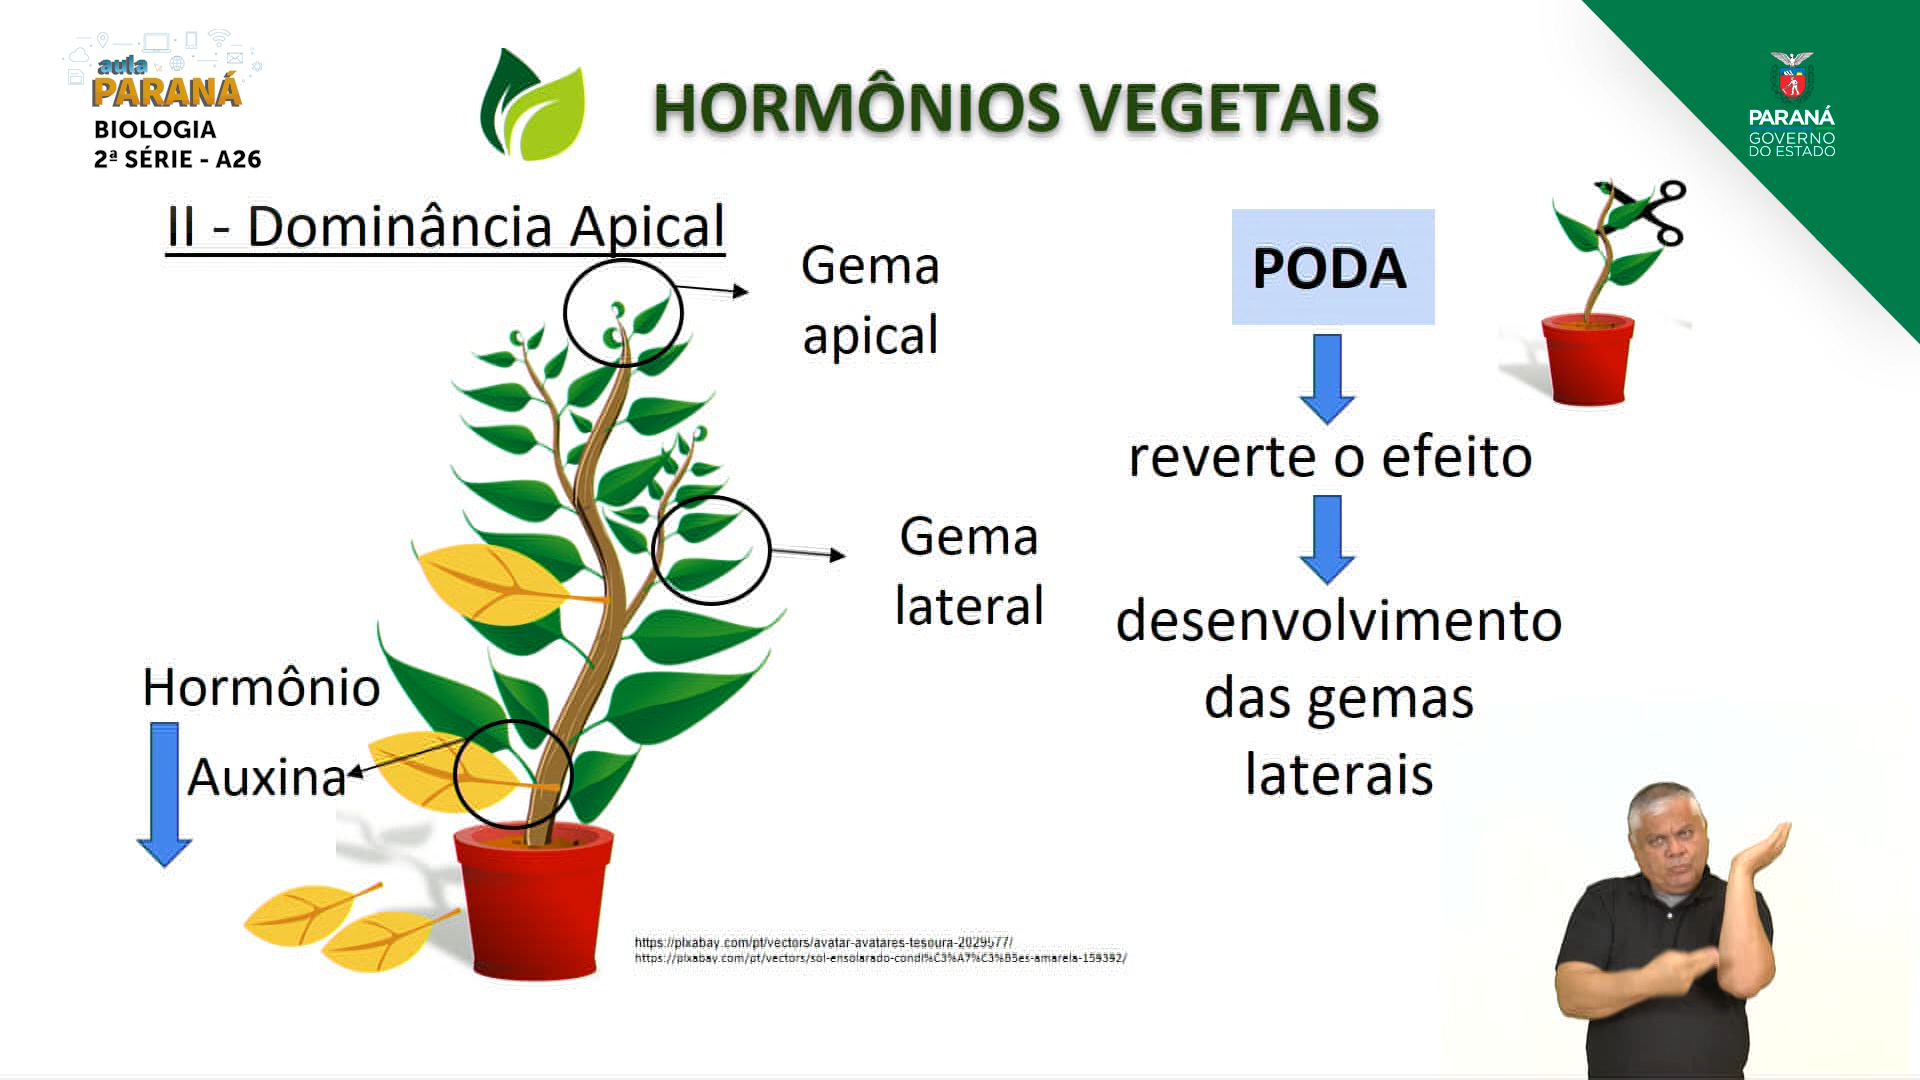 aula
PARANÁ
BIOLOGIA
2ª SÉRIE - A26
HORMÔNIOS VEGETAIS
PARANÁ
GOVERNO
DO ESTADO
II - Dominância Apical
Gema
apical
Gema
lateral
Hormônio
Auxina
PODA
reverte o efeito
desenvolvimento
das gemas
laterais
https://pixabay.com/pt/vectors/avatar-avatares-tesoura-2029577/
https://pixabay.com/pt/vectors/sol-ensolarado-condi%C3%A7%C3%B5es-amarela-159392/